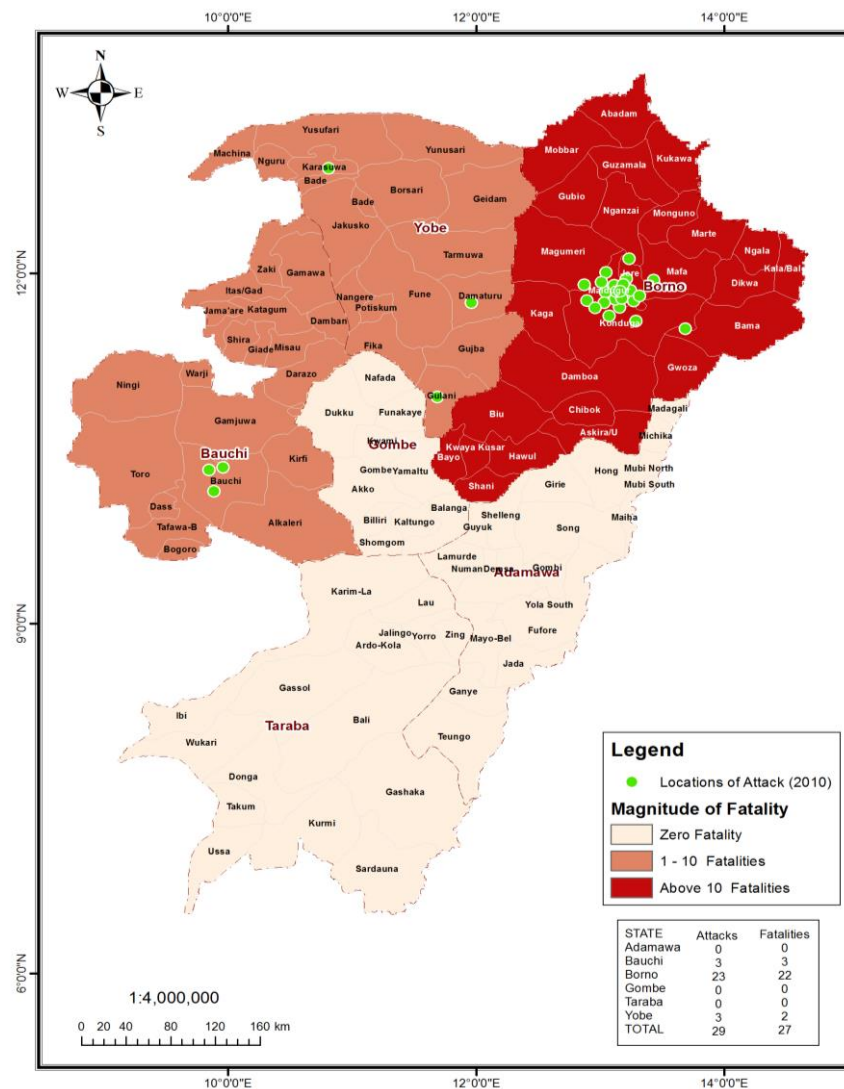 10°0'0"E 12°0'0"E 14°0'0"E
N
W E
S
12°0'0"N
9°0'0"N
6°0'0"N
Abadam
Yusufari
Mobbar
Kukawa
Machina
Yunusari
Nguru
Guzamala
Karasuwa
Bade
Borsari
Geidam
Gubio
Bade
Nganzai
Monguno
Jakusko
Yobe
Marte
Tarmuwa
Magumeri
Ngala
Zaki
Gamawa
Jere
Mafa
Kala/Bal
Itas/Gad
Nangere
Fune
Damaturu
Borno
Dikwa
Jama'are
Katagum
Potiskum
Kaga
Damban
Konduga
Bama
Shira
Giade
Misau
Fika
Gujba
Gwoza
Ningi
Warji
Darazo
Nafada
Damboa
Gulani
Dukku
Funakaye
Biu
Chibok
Madagali
Gamjuwa
Askira/U
Kwami
Michika
Gombe
Bauchi
Kwaya Kusar
Toro
Kirfi
Bayo
Hawul
Gombe
Yamaltu
Hong
Mubi North
Bauchi
Akko
Shani
Girie
Mubi South
Dass
Balanga
Tafawa-B
Alkaleri
Billiri
Kaltungo
Shelleng
Guyuk
Song
Maiha
Bogoro
Shomgom
Lamurde
Numan
Demsa
Gombi
Adamawa
Karim-La
Lau
Yola South
Jalingo
Yorro
Zing
Mayo-Bel
Fufore
Ardo-Kola
Jada
Gassol
Ganye
Ibi
Taraba
Bali
Teungo
Wukari
Donga
Gashaka
Takum
Kurmi
Ussa
Sardauna
Legend
Locations of Attack (2010)
Magnitude of Fatality
Zero Fatality
1 - 10 Fatalities
Above 10 Fatalities
STATE Attacks Fatalities
Adamawa 0 0
Bauchi 3 3
Borno 23 22
Gombe 0 0
Taraba 0 0
Yobe 3 2
TOTAL 29 27
1:4,000,000
0 20 40 80 120 160 km
10°0'0"E 12°0'0"E 14°0'0"E